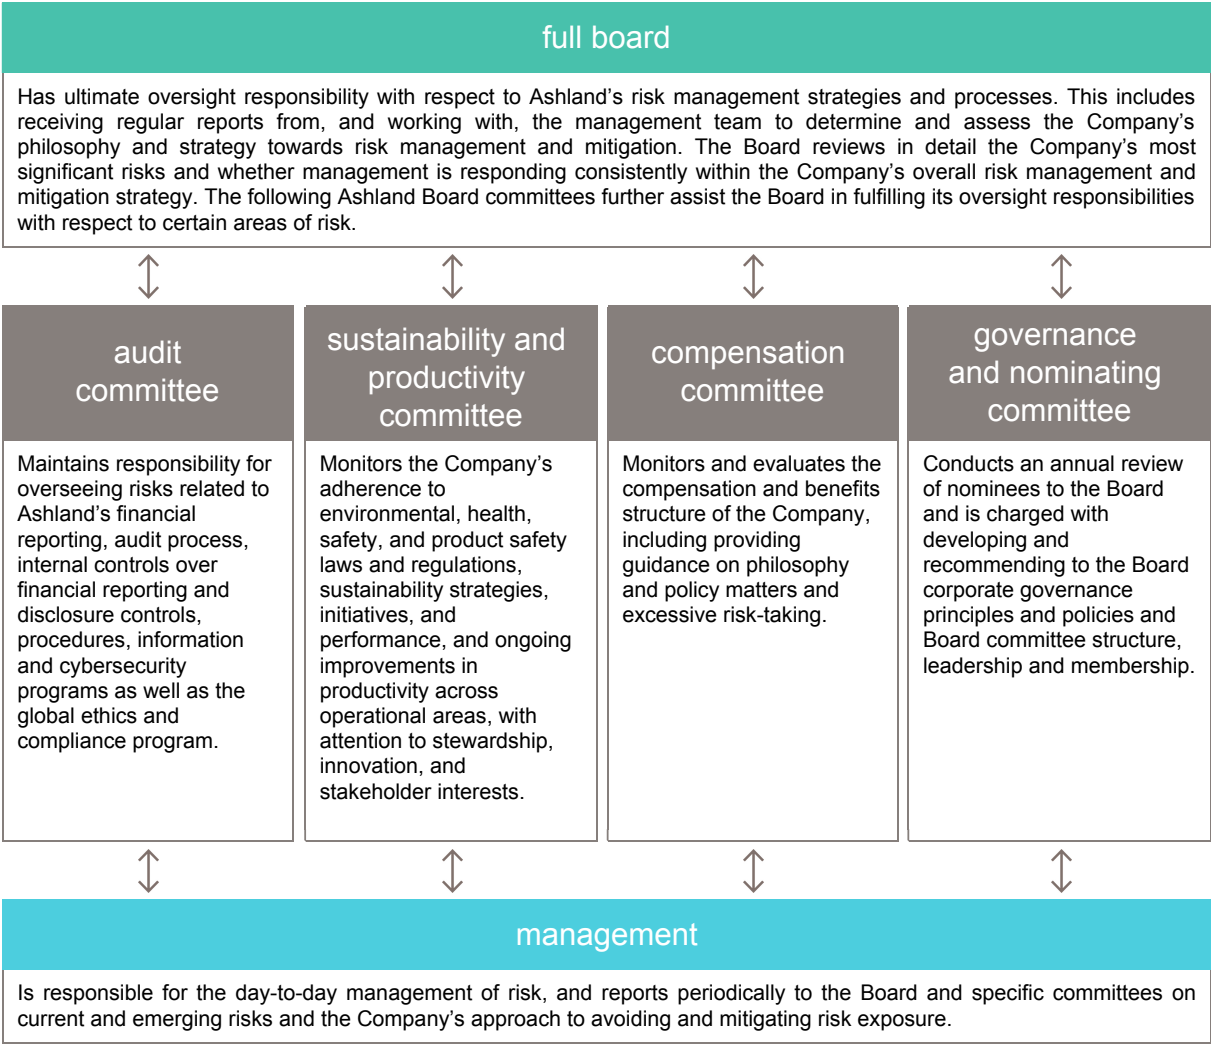 full board
Has ultimate oversight responsibility with respect to Ashland’s risk management strategies and processes. This includes
receiving regular reports from, and working with, the management team to determine and assess the Company’s
philosophy and strategy towards risk management and mitigation. The Board reviews in detail the Company’s most
significant risks and whether management is responding consistently within the Company’s overall risk management and
mitigation strategy. The following Ashland Board committees further assist the Board in fulfilling its oversight responsibilities
with respect to certain areas of risk.
audit
committee
Maintains responsibility for
overseeing risks related to
Ashland’s financial
reporting, audit process,
internal controls over
financial reporting and
disclosure controls,
procedures, information
and cybersecurity
programs as well as the
global ethics and
compliance program.
sustainability and
productivity
committee
Monitors the Company’s
adherence to
environmental, health,
safety, and product safety
laws and regulations,
sustainability strategies,
initiatives, and
performance, and ongoing
improvements in
productivity across
operational areas, with
attention to stewardship,
innovation, and
stakeholder interests.
compensation
committee
Monitors and evaluates the
compensation and benefits
structure of the Company,
including providing
guidance on philosophy
and policy matters and
excessive risk-taking.
governance
and nominating
committee
Conducts an annual review
of nominees to the Board
and is charged with
developing and
recommending to the Board
corporate governance
principles and policies and
Board committee structure,
leadership and membership.
management
Is responsible for the day-to-day management of risk, and reports periodically to the Board and specific committees on
current and emerging risks and the Company’s approach to avoiding and mitigating risk exposure.